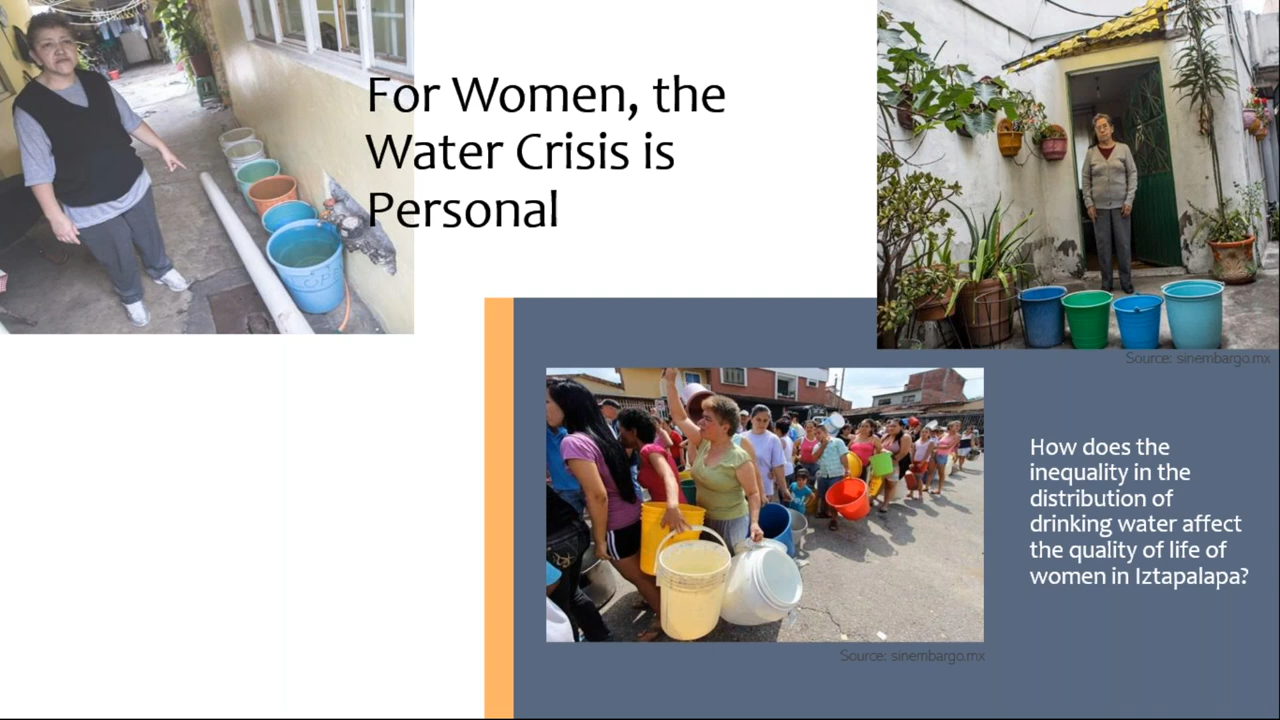 For Women, the
Water Crisis is
Personal
Source: sinembargo.mx
How does the
inequality in the
distribution of
drinking water affect
the quality of life of
women in Iztapalapa?
Source: sinembargo.mx